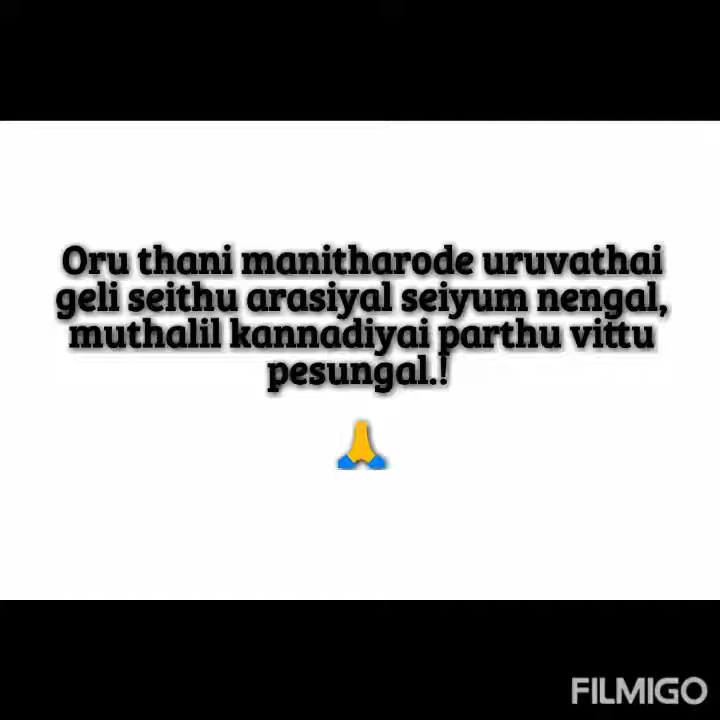 Oru thani manitharode uruvathai
geli seithu arasiyal seiyum nengal,
muthalil kannadiyai parthu vittu
pesungal.!
🙏
FILMIGO